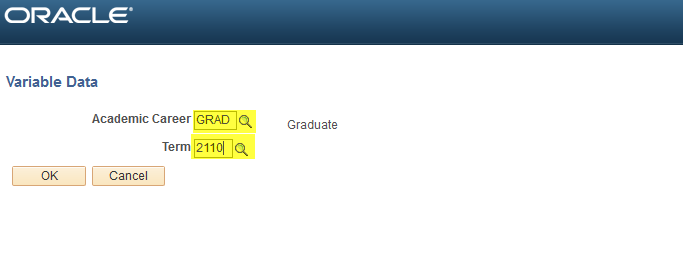 ORACLE®
Variable Data
Academic Career GRAD Graduate
Term 2110
OK Cancel